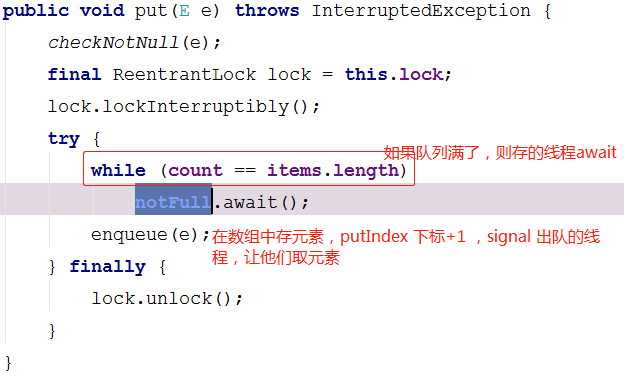 public void put(E e) throws InterruptedException {
checkNotNull(e);
final ReentrantLock lock = this.lock;
lock.lockInterruptibly();
try {
如果队列满了，则存的线程await
while (count == items.length)
notFull.await();
enqueue(e);在数组中存元素，putIndex 下标+1 ，signal 出队的线
程，让他们取元素
} finally {
lock.unlock();
}
}